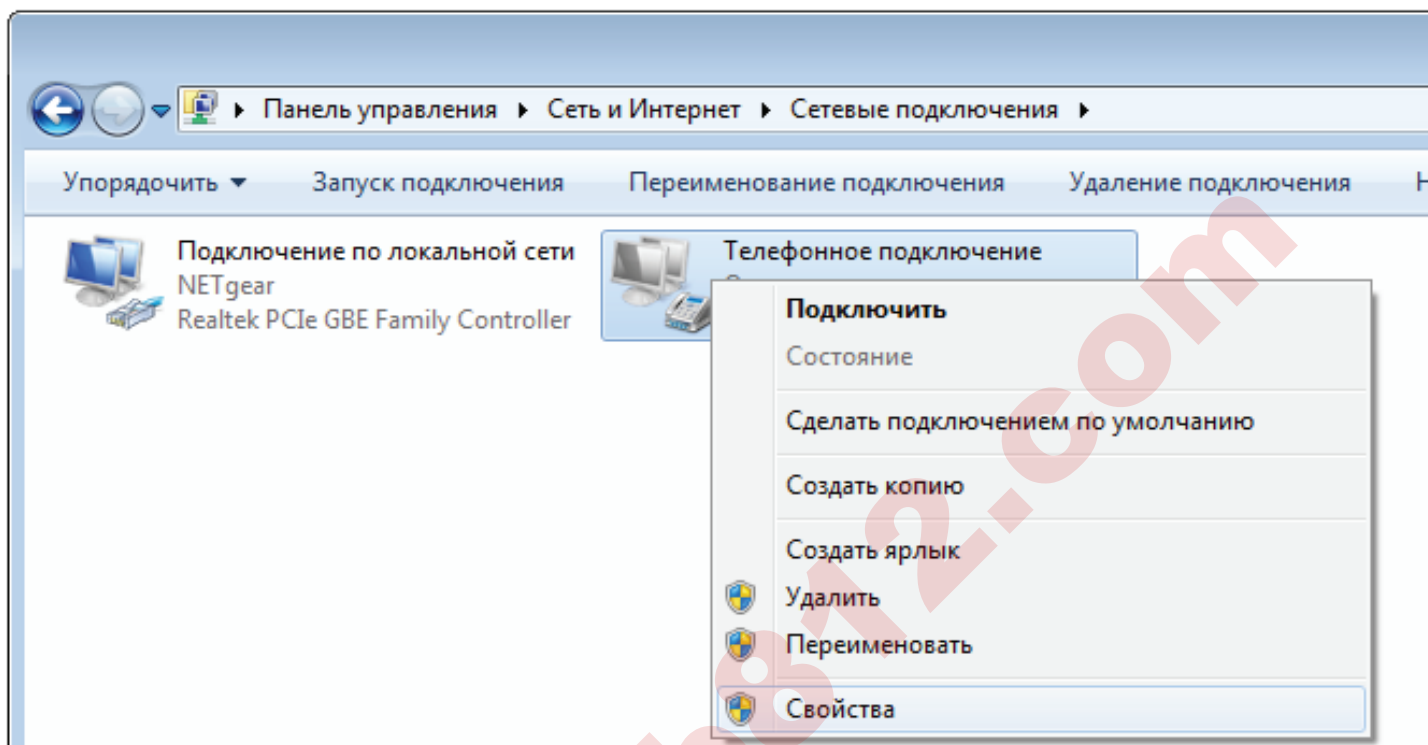 Панель управления Сеть и Интернет Сетевые подключения
Упорядочить Запуск подключения Переименование подключения Удаление подключения
Подключение по локальной сети
NETgear
Realtek PCIe GBE Family Controller
Телефонное подключение
Подключить
Состояние
Сделать подключением по умолчанию
Создать копию
Создать ярлык
Удалить
Переименовать
Свойства
812.com